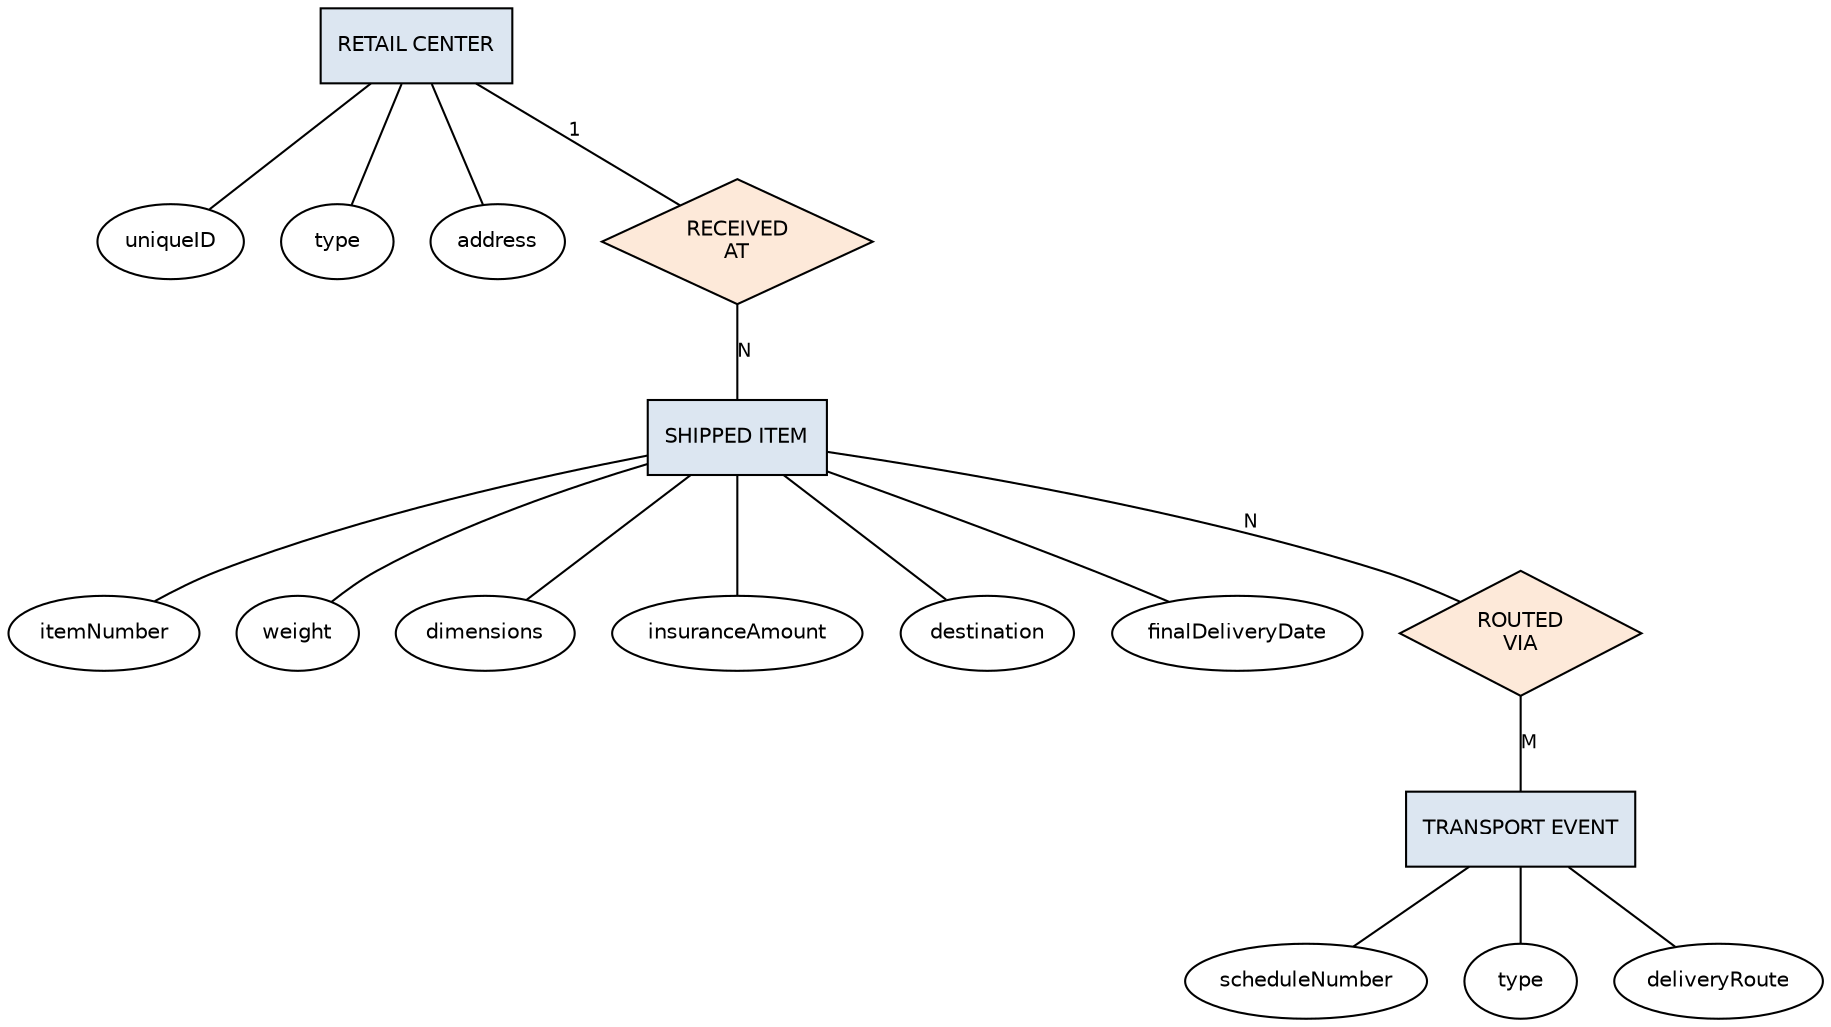 RETAIL CENTER
1
uniqueID
type
address
RECEIVED
AT
N
SHIPPED ITEM
N
itemNumber
weight
dimensions
insuranceAmount
destination
finalDeliveryDate
ROUTED
VIA
M
TRANSPORT EVENT
scheduleNumber
type
deliveryRoute